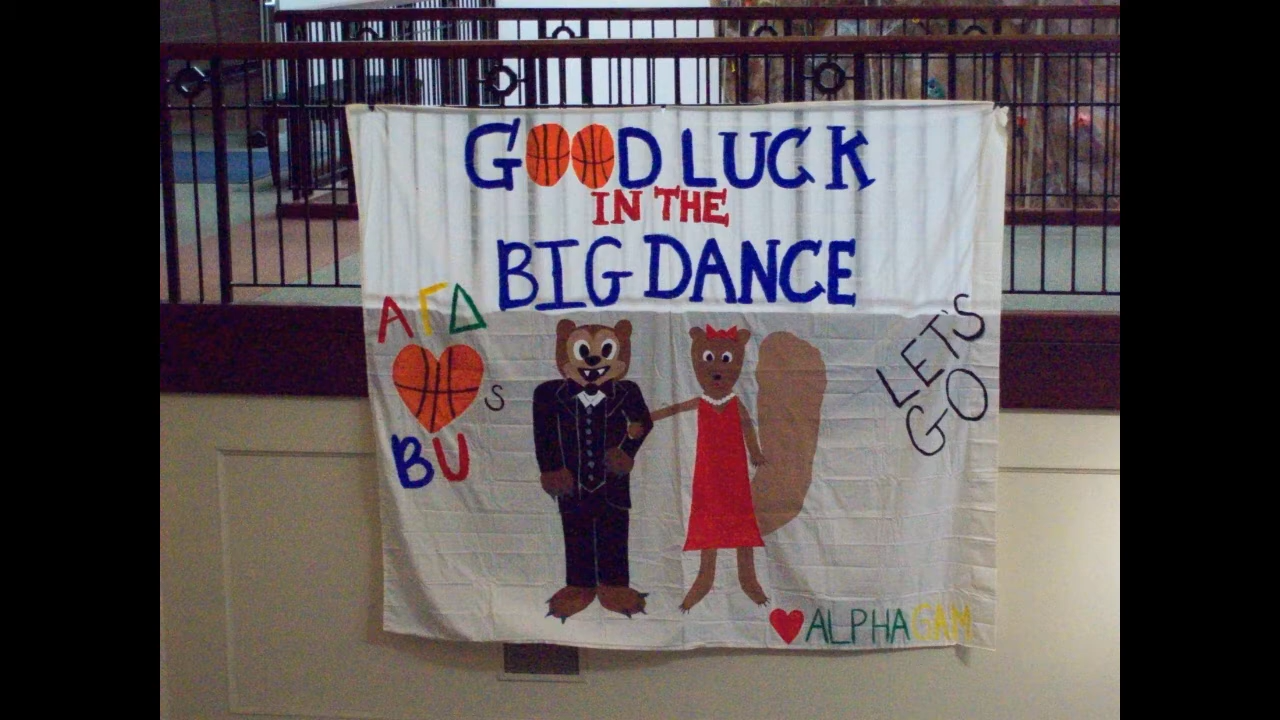 GOOD LUCK
IN THE
BIG DANCE
ΑΓΔ
s
BU
LET'S
GO
ALPHA GAM